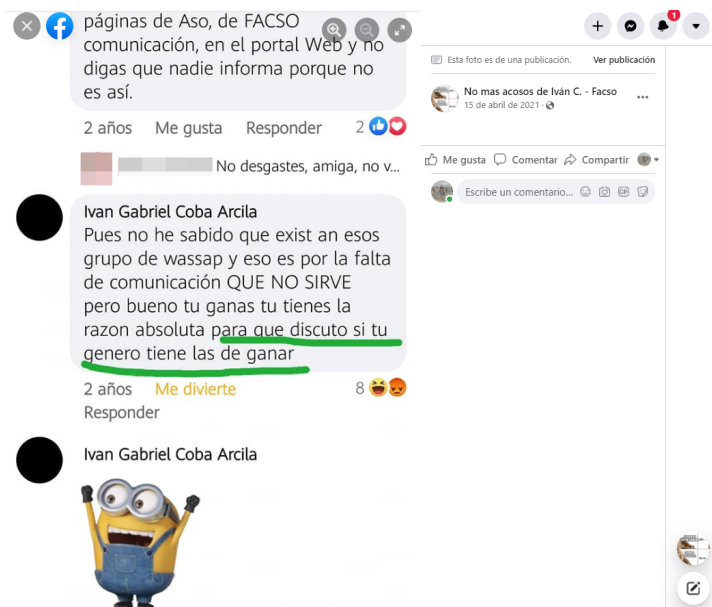 páginas de Aso, de FACSO
comunicación, en el portal Web y no
digas que nadie informa porque no
es así.
2 años Me gusta Responder 2
No desgastes, amiga, no v...
Ivan Gabriel Coba Arcila
Pues no he sabido que exist an esos
grupo de wassap y eso es por la falta
de comunicación QUE NO SIRVE
pero bueno tu ganas tu tienes la
razon absoluta para que discuto si tu
genero tiene las de ganar
2 años Me divierte 8
Responder
Ivan Gabriel Coba Arcila
1
Esta foto es de una publicación. Ver publicación
No mas acosos de Iván C. - Facso
15 de abril de 2021 ·
Me gusta Comentar Compartir
Escribe un comentario...
GIF